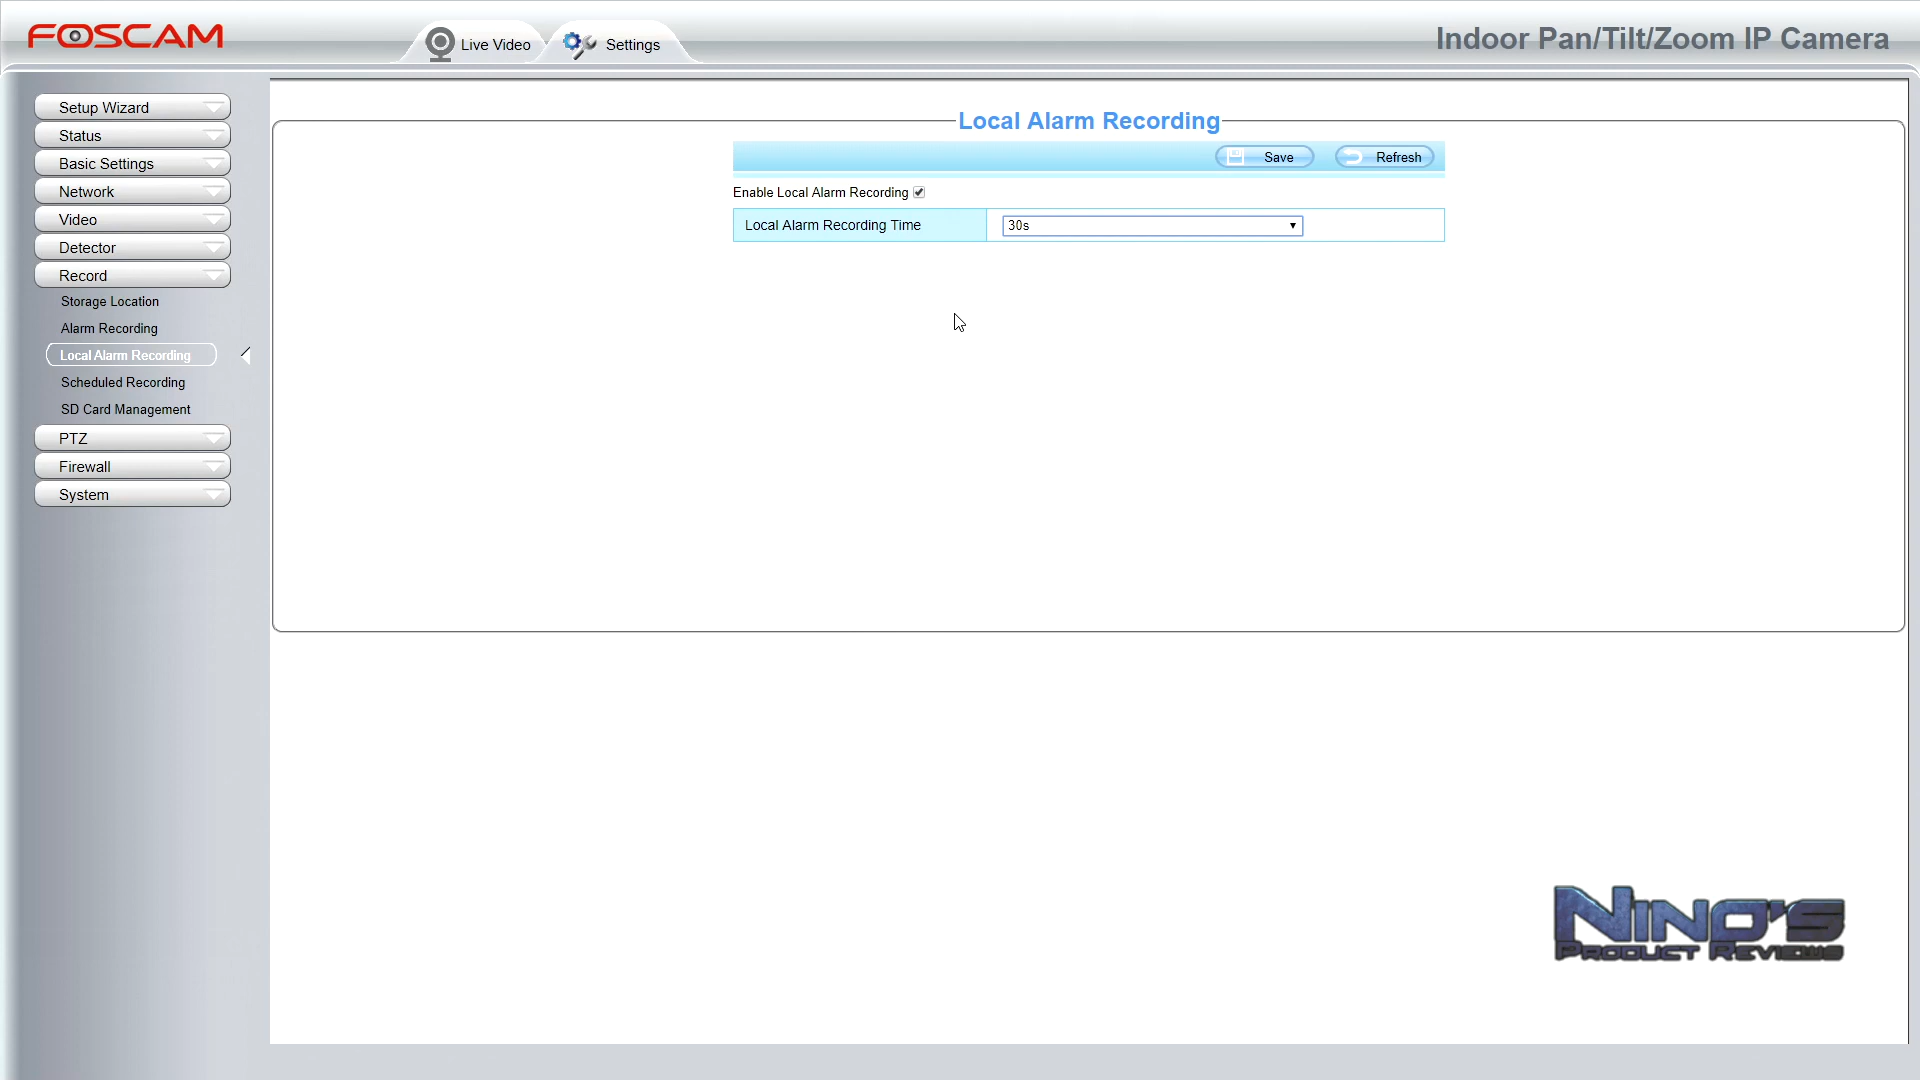 FOSCAM
Live Video
Settings
Indoor Pan/Tilt/Zoom IP Camera
Setup Wizard
Status
Basic Settings
Network
Video
Detector
Record
Storage Location
Alarm Recording
Local Alarm Recording
Scheduled Recording
SD Card Management
PTZ
Firewall
System
Local Alarm Recording
Save
Refresh
Enable Local Alarm Recording
Local Alarm Recording Time
30s
Nino's
Product Reviews